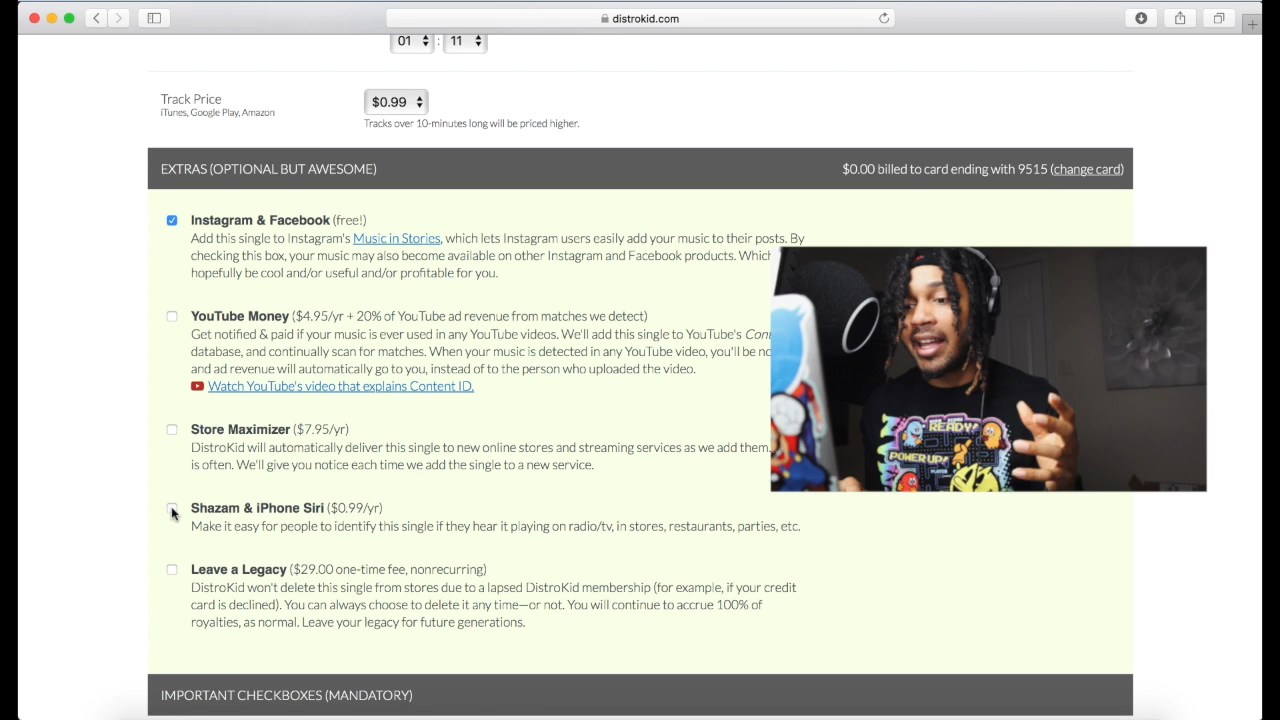 distrokid.com
01 : 11
Track Price
iTunes, Google Play, Amazon
$0.99
Tracks over 10-minutes long will be priced higher.
EXTRAS (OPTIONAL BUT AWESOME)
$0.00 billed to card ending with 9515 (change card)
Instagram & Facebook (free!)
Add this single to Instagram's Music in Stories, which lets Instagram users easily add your music to their posts. By
checking this box, your music may also become available on other Instagram and Facebook products. Which
hopefully be cool and/or useful and/or profitable for you.
YouTube Money ($4.95/yr + 20% of YouTube ad revenue from matches we detect)
Get notified & paid if your music is ever used in any YouTube videos. We'll add this single to YouTube's
database, and continually scan for matches. When your music is detected in any YouTube video, you'll be
and ad revenue will automatically go to you, instead of to the person who uploaded the video.
Watch YouTube's video that explains Content ID.
Store Maximizer ($7.95/yr)
DistroKid will automatically deliver this single to new online stores and streaming services as we add them.
is often. We'll give you notice each time we add the single to a new service.
Shazam & iPhone Siri ($0.99/yr)
Make it easy for people to identify this single if they hear it playing on radio/tv, in stores, restaurants, parties, etc.
Leave a Legacy ($29.00 one-time fee, nonrecurring)
DistroKid won't delete this single from stores due to a lapsed DistroKid membership (for example, if your credit
card is declined). You can always choose to delete it any time—or not. You will continue to accrue 100% of
royalties, as normal. Leave your legacy for future generations.
IMPORTANT CHECKBOXES (MANDATORY)
READY!
POWER UP!